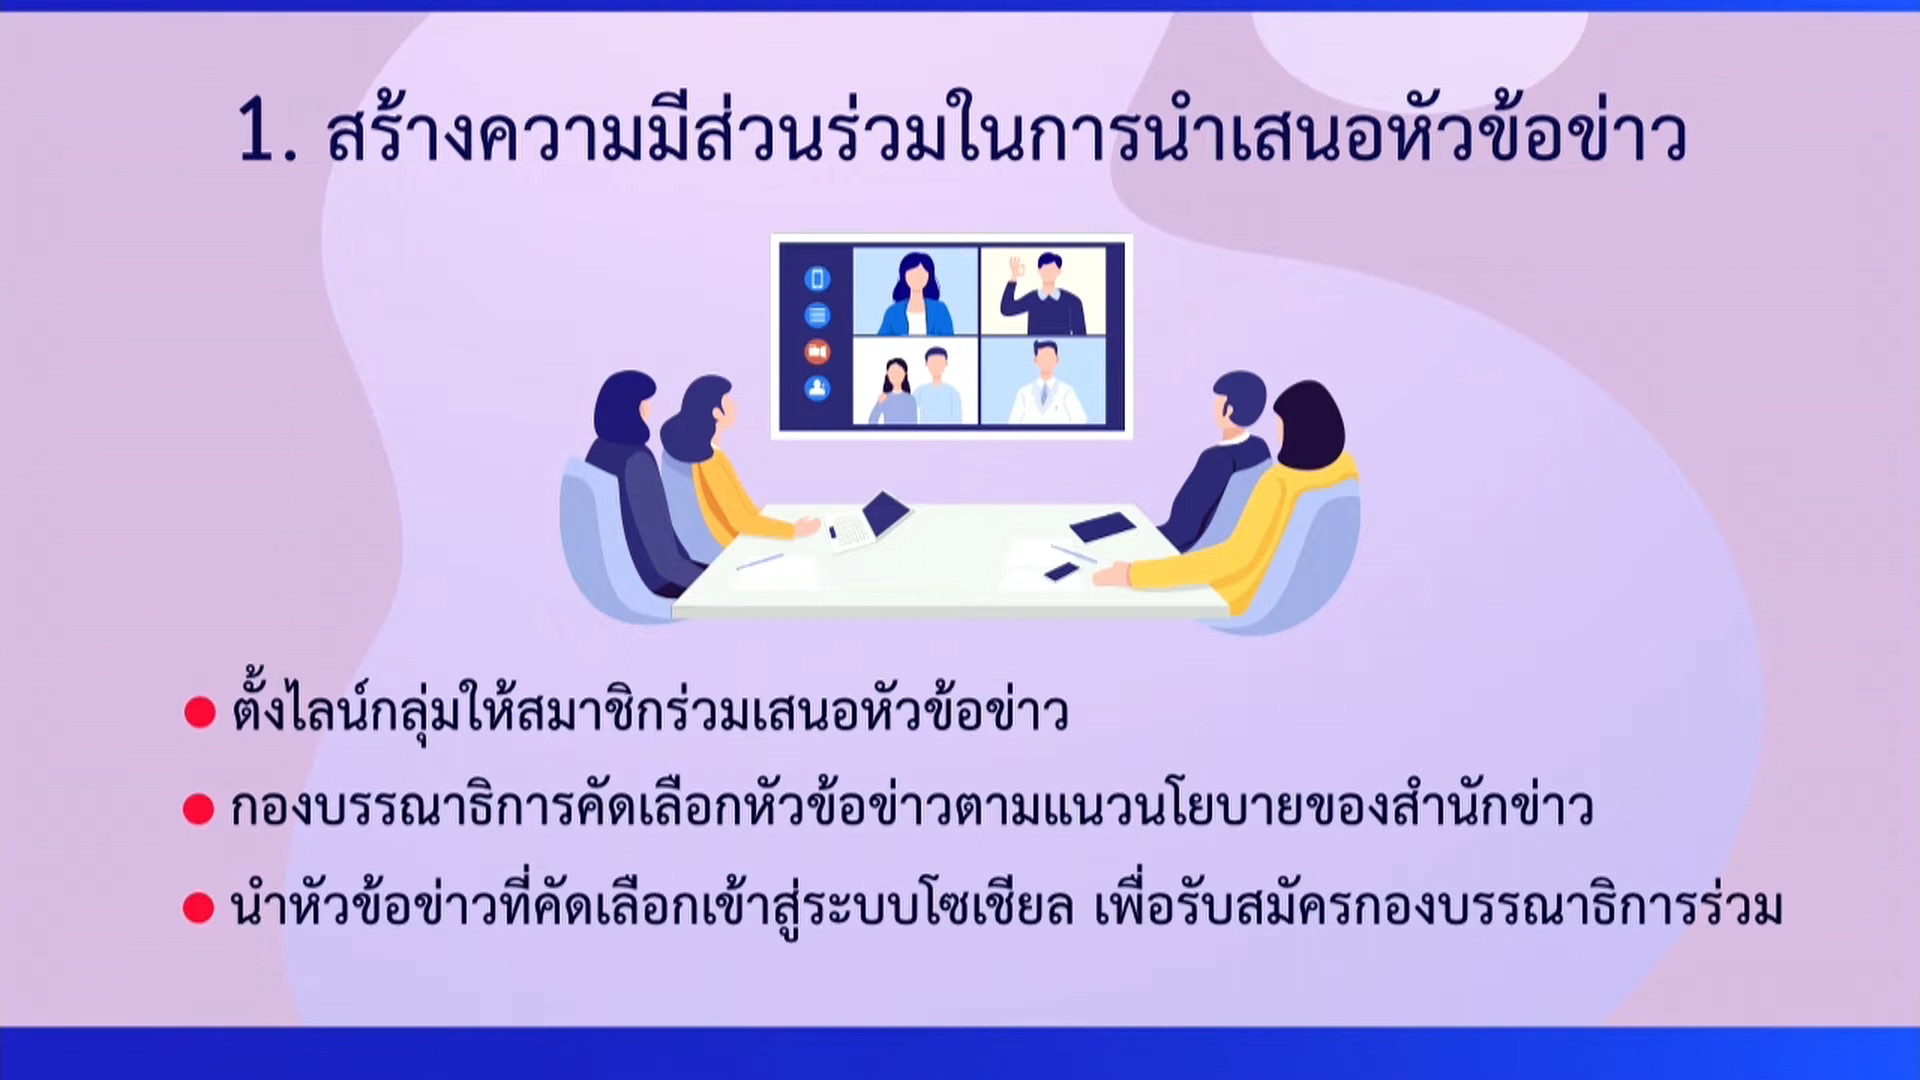 1. สร้างความมีส่วนร่วมในการนำเสนอหัวข้อข่าว
ตั้งไลน์กลุ่มให้สมาชิกร่วมเสนอหัวข้อข่าว
กองบรรณาธิการคัดเลือกหัวข้อข่าวตามแนวนโยบายของสำนักข่าว
นำหัวข้อข่าวที่คัดเลือกเข้าสู่ระบบโซเชียล เพื่อรับสมัครกองบรรณาธิการร่วม